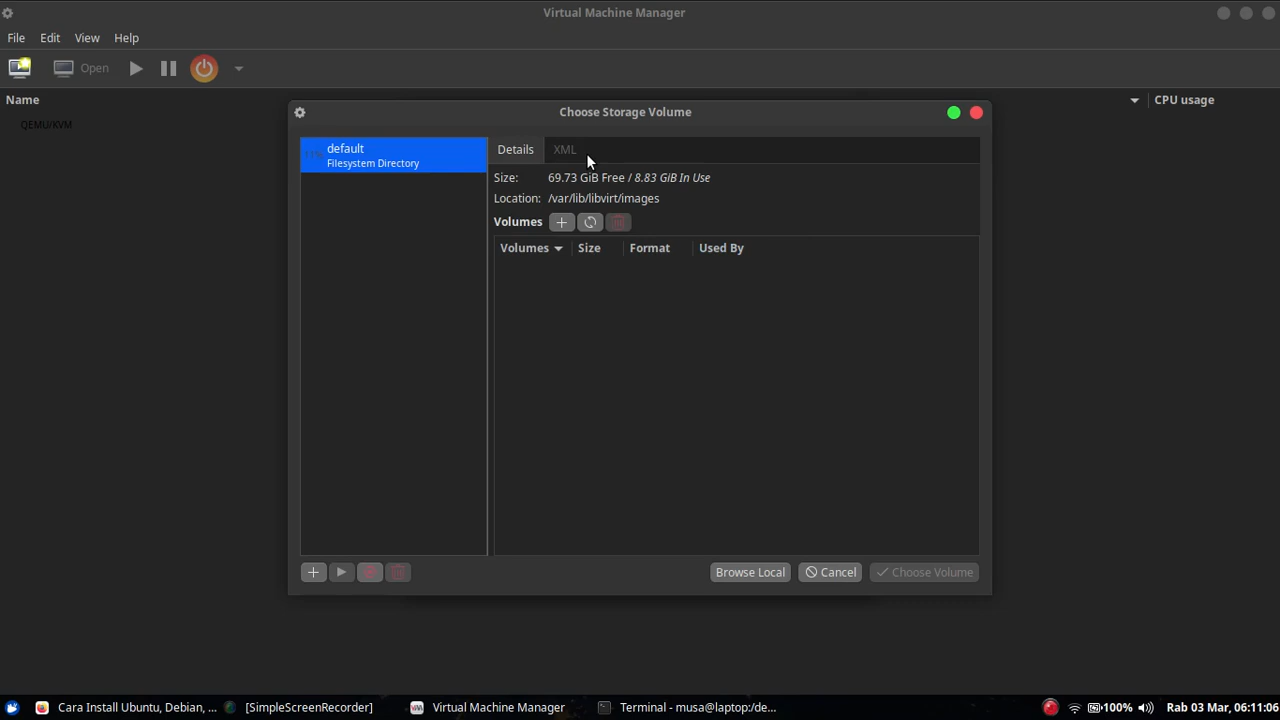 Virtual Machine Manager
File Edit View Help
Open
Name CPU usage
QEMU/KVM
Choose Storage Volume
default
Filesystem Directory
11%
Details XML
Size: 69.73 GiB Free / 8.83 GiB In Use
Location: /var/lib/libvirt/images
Volumes
Volumes Size Format Used By
Browse Local Cancel Choose Volume
Cara Install Ubuntu, Debian, ... [SimpleScreenRecorder] Virtual Machine Manager Terminal - musa@laptop:/de... 100% Rab 03 Mar, 06:11:06